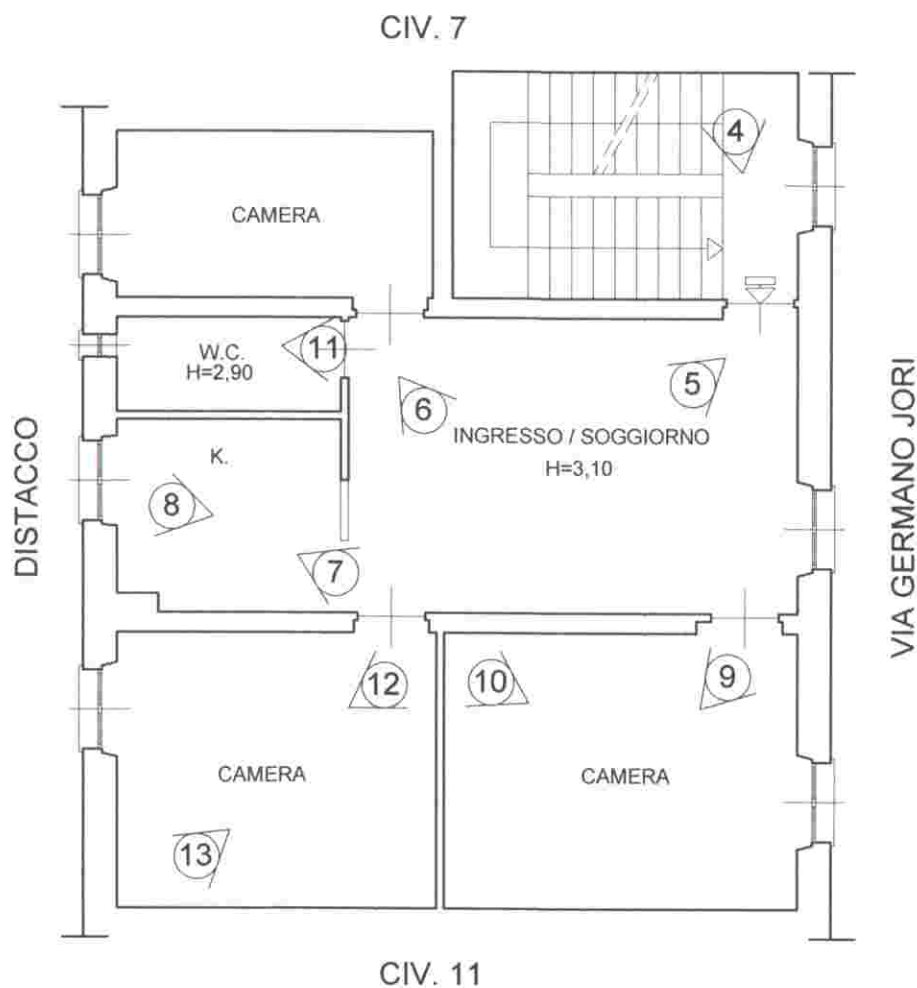 CIV. 7
4
CAMERA
11
W.C.
H=2,90
5
6
INGRESSO / SOGGIORNO
H=3,10
K.
8
7
DISTACCO
VIA GERMANO JORI
12
10
9
CAMERA
CAMERA
13
CIV. 11